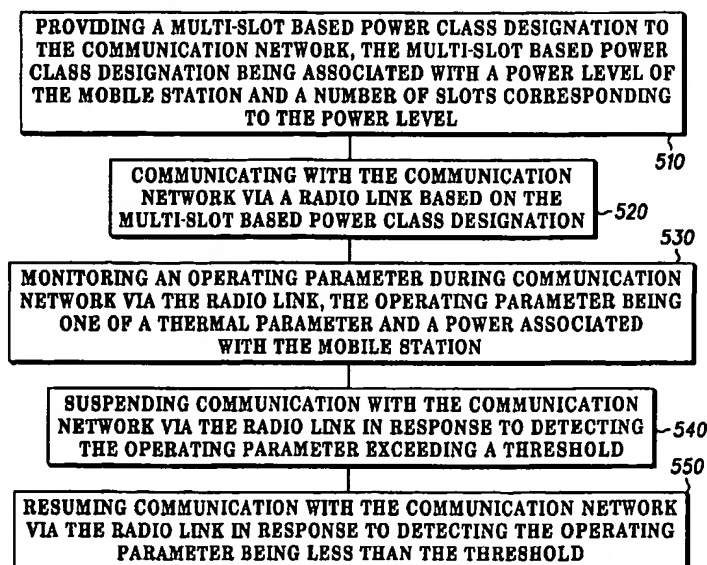 PROVIDING A MULTI-SLOT BASED POWER CLASS DESIGNATION TO
THE COMMUNICATION NETWORK, THE MULTI-SLOT BASED POWER
CLASS DESIGNATION BEING ASSOCIATED WITH A POWER LEVEL OF
THE MOBILE STATION AND A NUMBER OF SLOTS CORRESPONDING
TO THE POWER LEVEL
510
COMMUNICATING WITH THE COMMUNICATION
NETWORK VIA A RADIO LINK BASED ON THE
MULTI-SLOT BASED POWER CLASS DESIGNATION
520
530
MONITORING AN OPERATING PARAMETER DURING COMMUNICATION
NETWORK VIA THE RADIO LINK, THE OPERATING PARAMETER BEING
ONE OF A THERMAL PARAMETER AND A POWER ASSOCIATED
WITH THE MOBILE STATION
SUSPENDING COMMUNICATION WITH THE COMMUNICATION
NETWORK VIA THE RADIO LINK IN RESPONSE TO DETECTING
THE OPERATING PARAMETER EXCEEDING A THRESHOLD
540
550
RESUMING COMMUNICATION WITH THE COMMUNICATION NETWORK
VIA THE RADIO LINK IN RESPONSE TO DETECTING THE OPERATING
PARAMETER BEING LESS THAN THE THRESHOLD